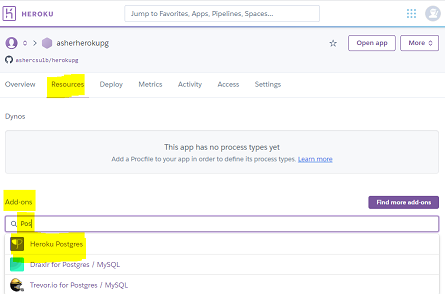 HEROKU
Jump to Favorites, Apps, Pipelines, Spaces...
asherherokupg
Open app
More
ashercsulb/herokupg
Overview Resources Deploy Metrics Activity Access Settings
Dynos
This app has no process types yet
Add a Procfile to your app in order to define its process types. Learn more
Add-ons
Find more add-ons
Pos
Heroku Postgres
Draxlr for Postgres / MySQL
Trevor.io for Postgres / MySQL